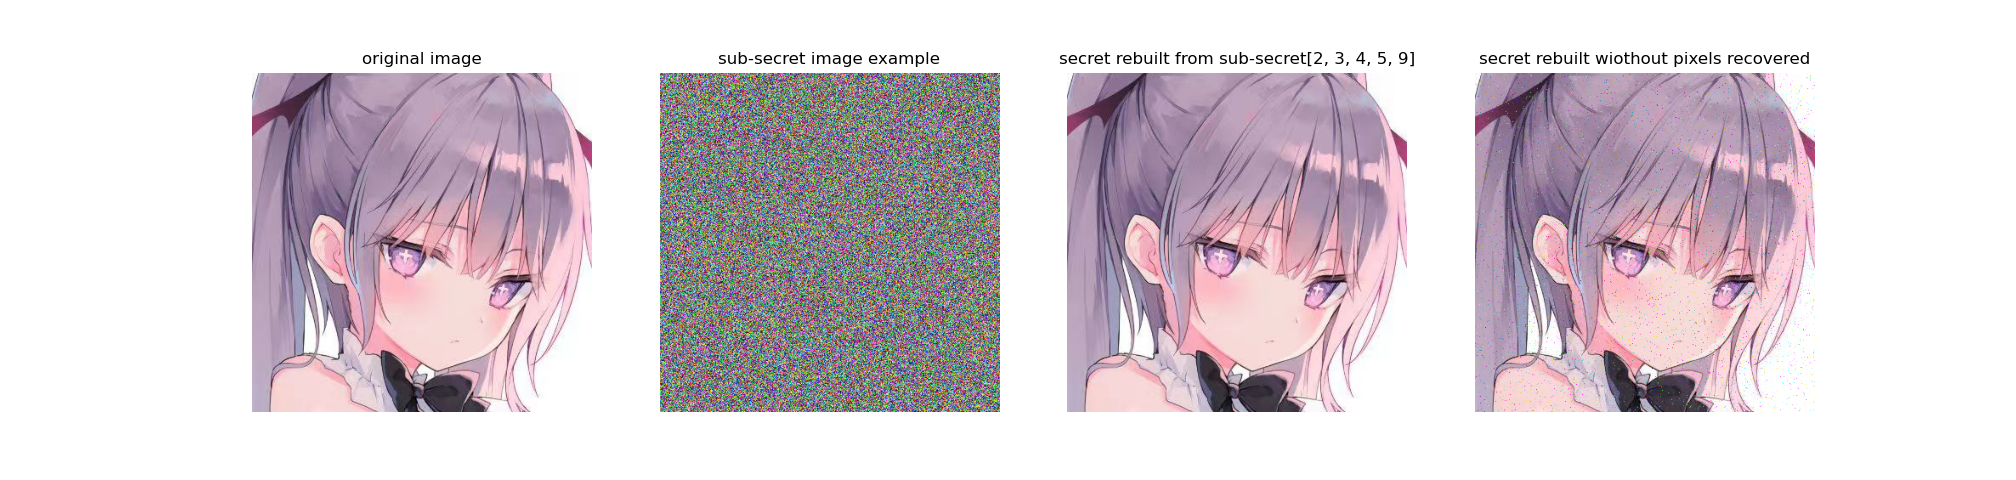 original image
sub-secret image example
secret rebuilt from sub-secret[2, 3, 4, 5, 9]
secret rebuilt wiothout pixels recovered